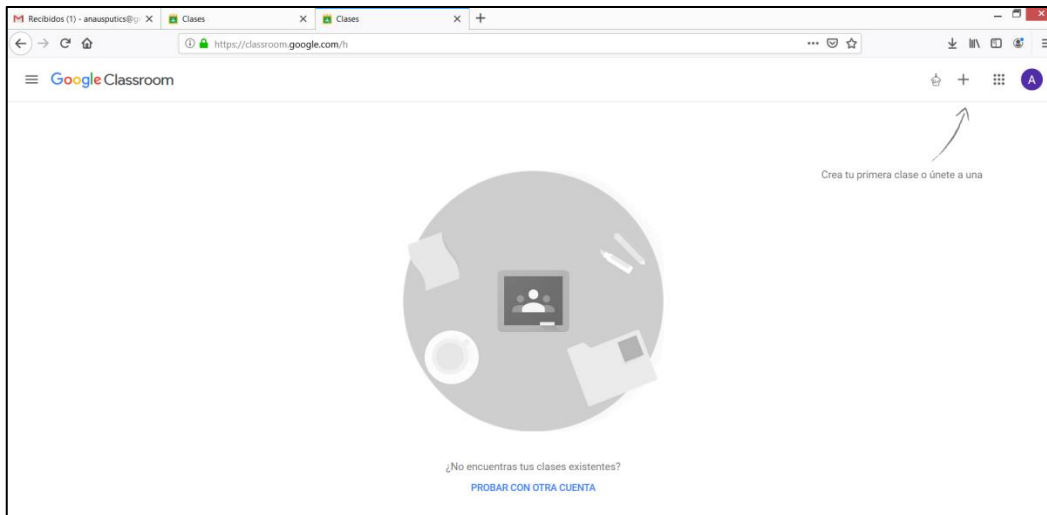 Recibidos (1) - anausputics@g
Clases
Clases
https://classroom.google.com/h
Google Classroom
A
Crea tu primera clase o únete a una
¿No encuentras tus clases existentes?
PROBAR CON OTRA CUENTA